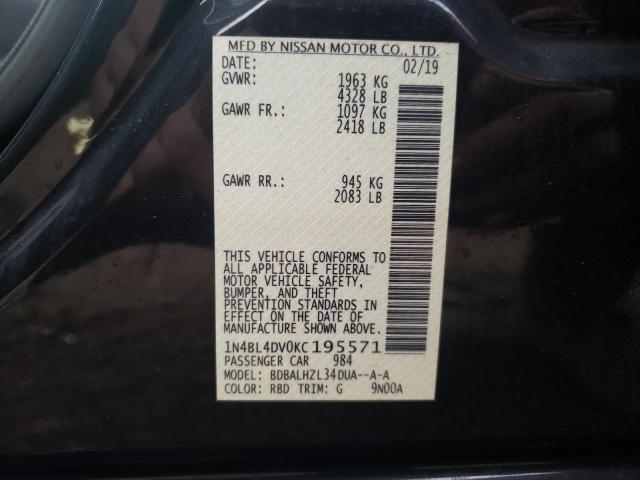 MFD BY NISSAN MOTOR CO., LTD.
DATE: 02/19
GVWR: 1963 KG
4328 LB
GAWR FR.: 1097 KG
2418 LB
GAWR RR.: 945 KG
2083 LB
THIS VEHICLE CONFORMS TO
ALL APPLICABLE FEDERAL
MOTOR VEHICLE SAFETY,
BUMPER, AND THEFT
PREVENTION STANDARDS IN
EFFECT ON THE DATE OF
MANUFACTURE SHOWN ABOVE.
1N4BL4DV0KC195571
PASSENGER CAR 984
MODEL: BDBALHZL34DUA--A-A
COLOR: RBD TRIM: G 9N00A